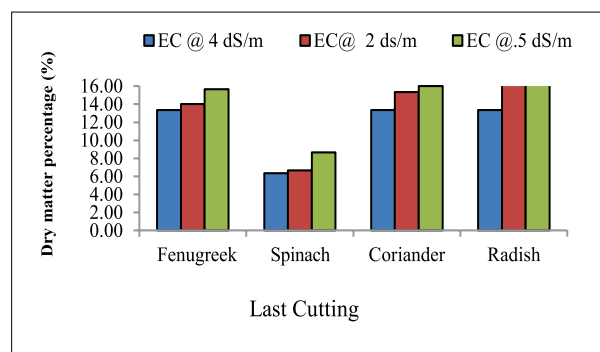 EC @ 4 dS/m EC@ 2 ds/m EC @.5 dS/m
Dry matter percentage (%)
16.00
14.00
12.00
10.00
8.00
6.00
4.00
2.00
0.00
Fenugreek Spinach Coriander Radish
Last Cutting